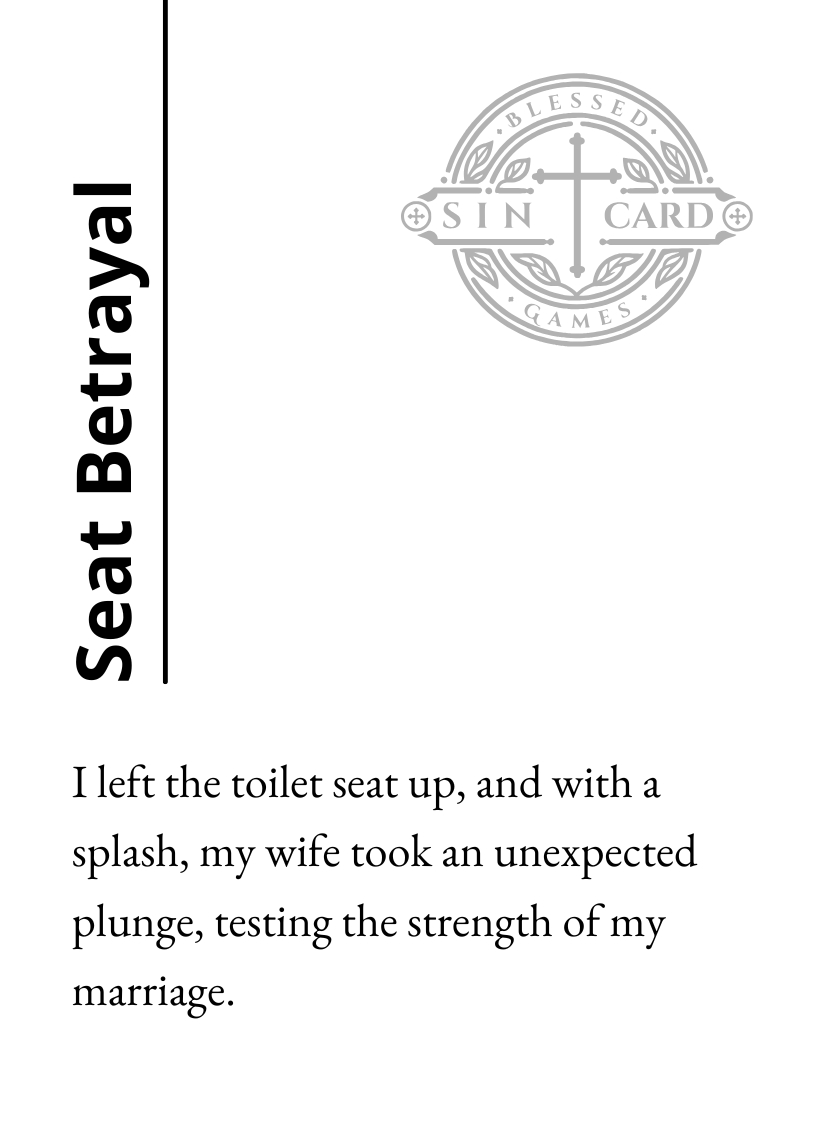 BLESSED
SIN CARD
GAMES
Seat Betrayal
I left the toilet seat up, and with a
splash, my wife took an unexpected
plunge, testing the strength of my
marriage.